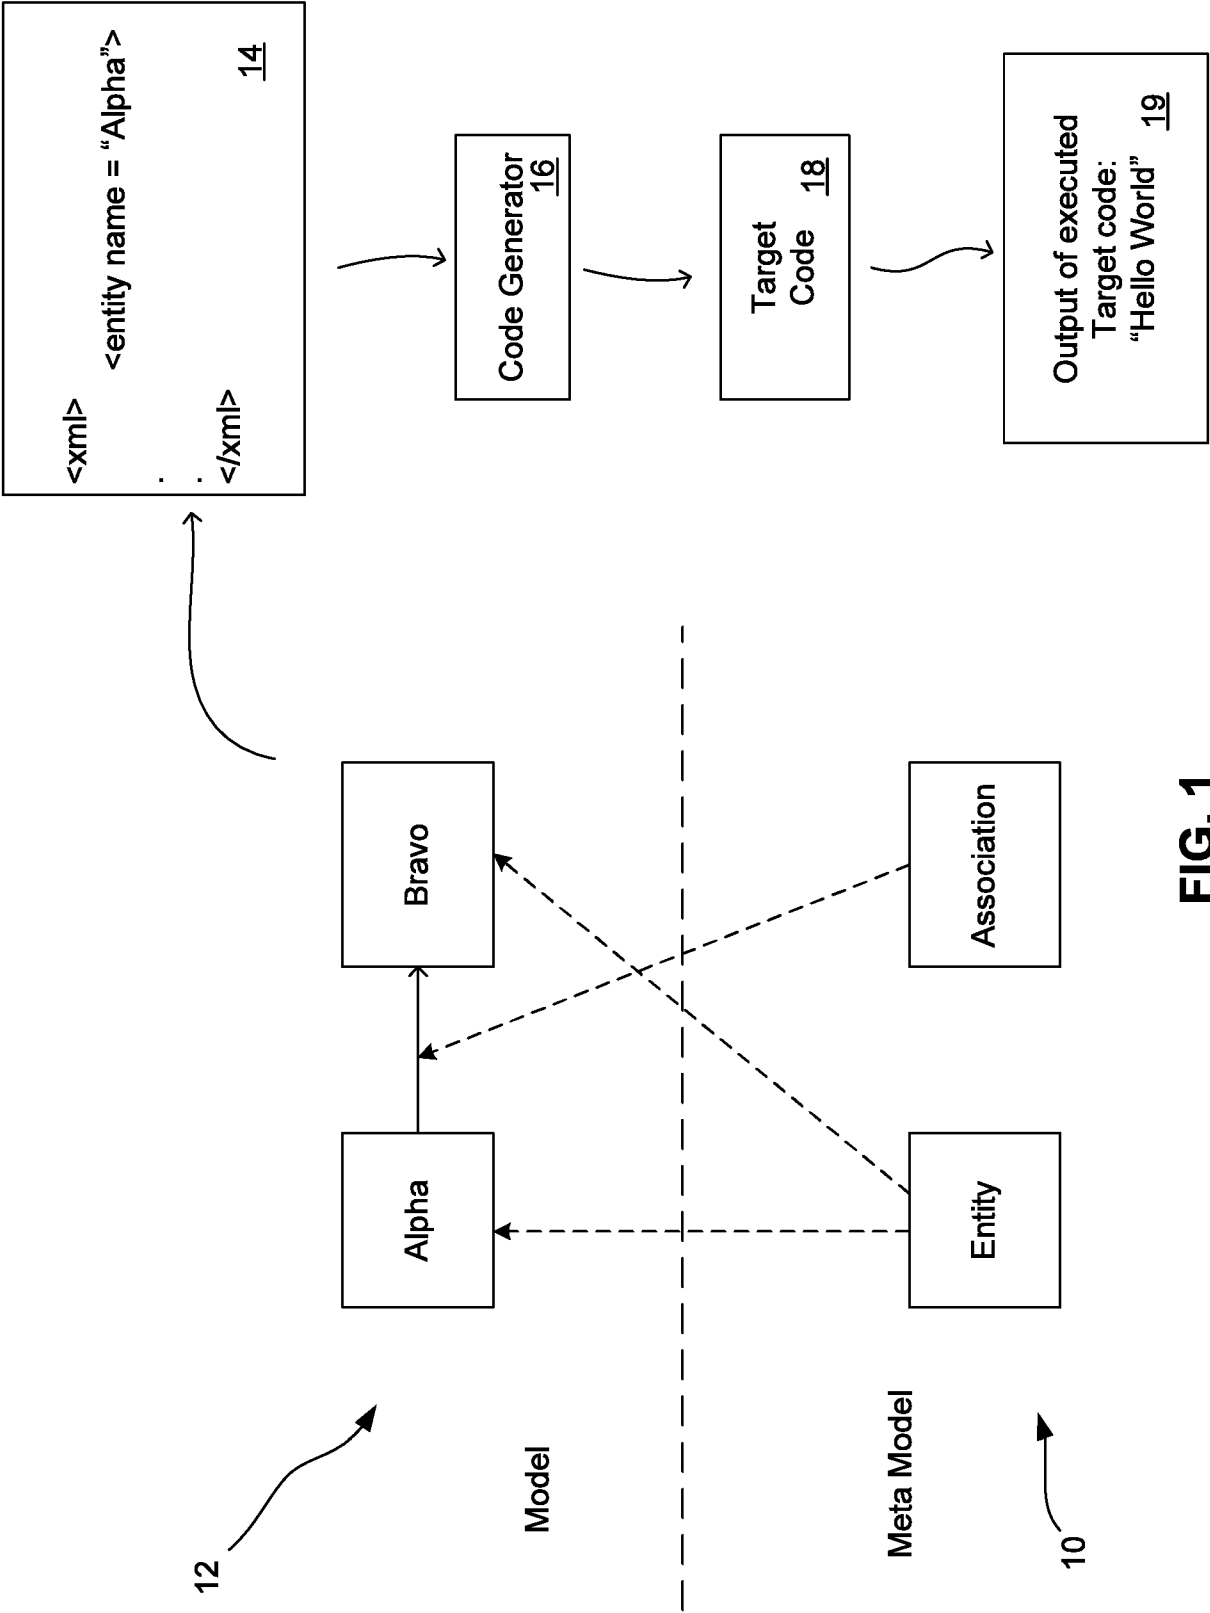 <xml>
<entity name = “Alpha”>
.
.
</xml>
14
Code Generator
16
Target
Code
18
Output of executed
Target code:
“Hello World”
19
12
Alpha
Bravo
Model
Meta Model
Entity
Association
10
FIG. 1